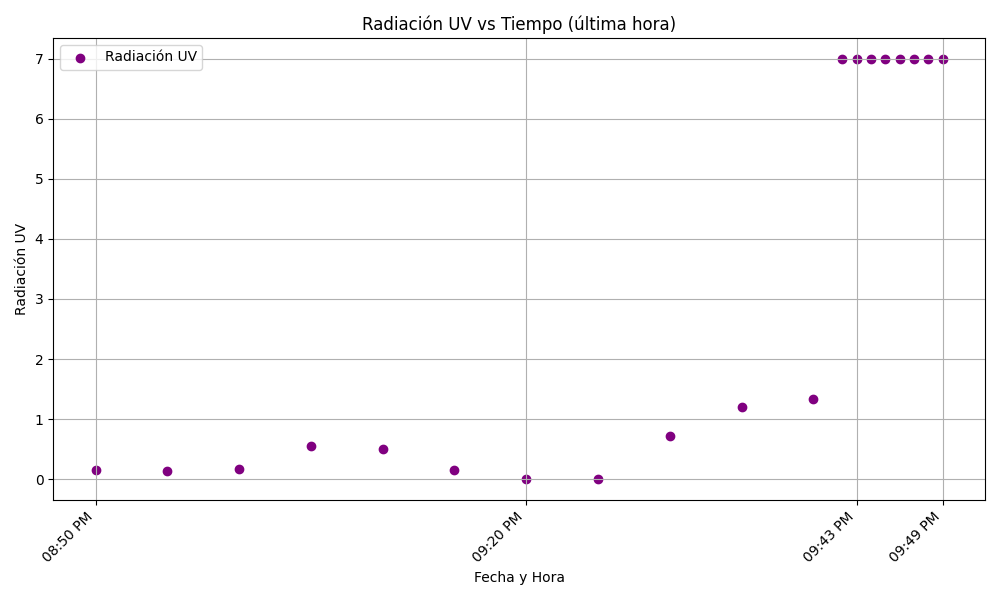 Radiación UV vs Tiempo (última hora)
Radiación UV
7
6
5
4
3
2
1
0
Radiación UV
08:50 PM
09:20 PM
09:43 PM
09:49 PM
Fecha y Hora